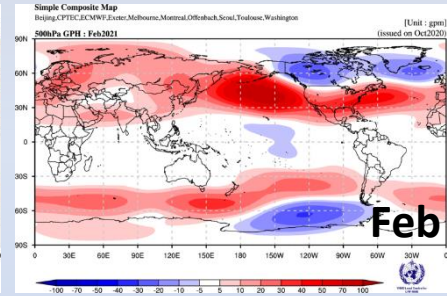 Simple Composite Map
Beijing,CPTEC,ECMWF,Exeter,Melbourne,Montreal,Offenbach,Seoul,Toulouse,Washington
[Unit : gpm]
500hPa GPH : Feb2021
(issued on Oct2020)
90N
60N
30N
0
30S
60S
90S
0 30E 60E 90E 120E 150E 180 150W 120W 90W 60W 30W 0
Feb
-100 -70 -50 -40 -30 -20 -10 -5 5 10 20 30 40 50 70 100